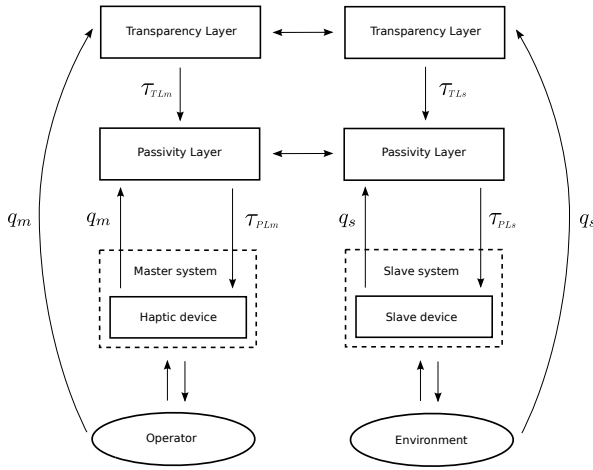 Transparency Layer
Transparency Layer
τTLm
τTLs
Passivity Layer
Passivity Layer
qm
qm
τPLm
qs
τPLs
qs
Master system
Slave system
Haptic device
Slave device
Operator
Environment